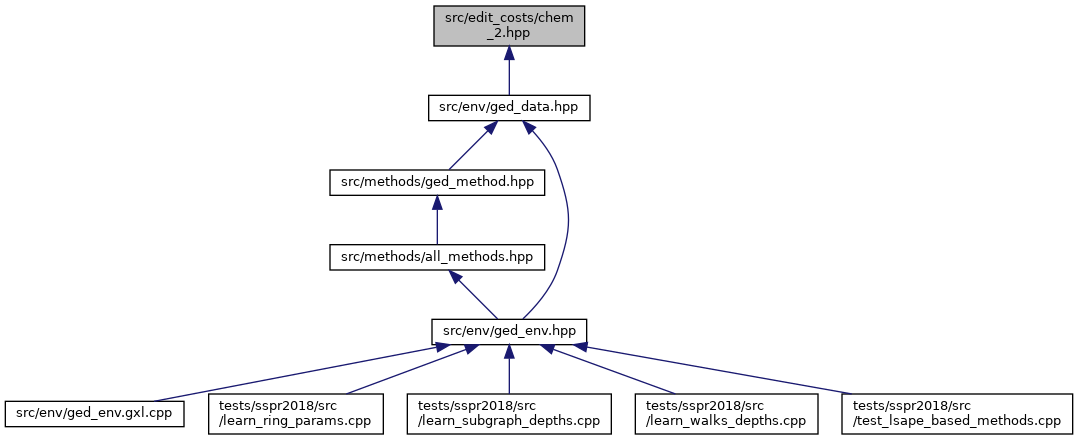 src/edit_costs/chem
_2.hpp
src/env/ged_data.hpp
src/methods/ged_method.hpp
src/methods/all_methods.hpp
src/env/ged_env.hpp
src/env/ged_env.gxl.cpp
tests/sspr2018/src
/learn_ring_params.cpp
tests/sspr2018/src
/learn_subgraph_depths.cpp
tests/sspr2018/src
/learn_walks_depths.cpp
tests/sspr2018/src
/test_lsape_based_methods.cpp